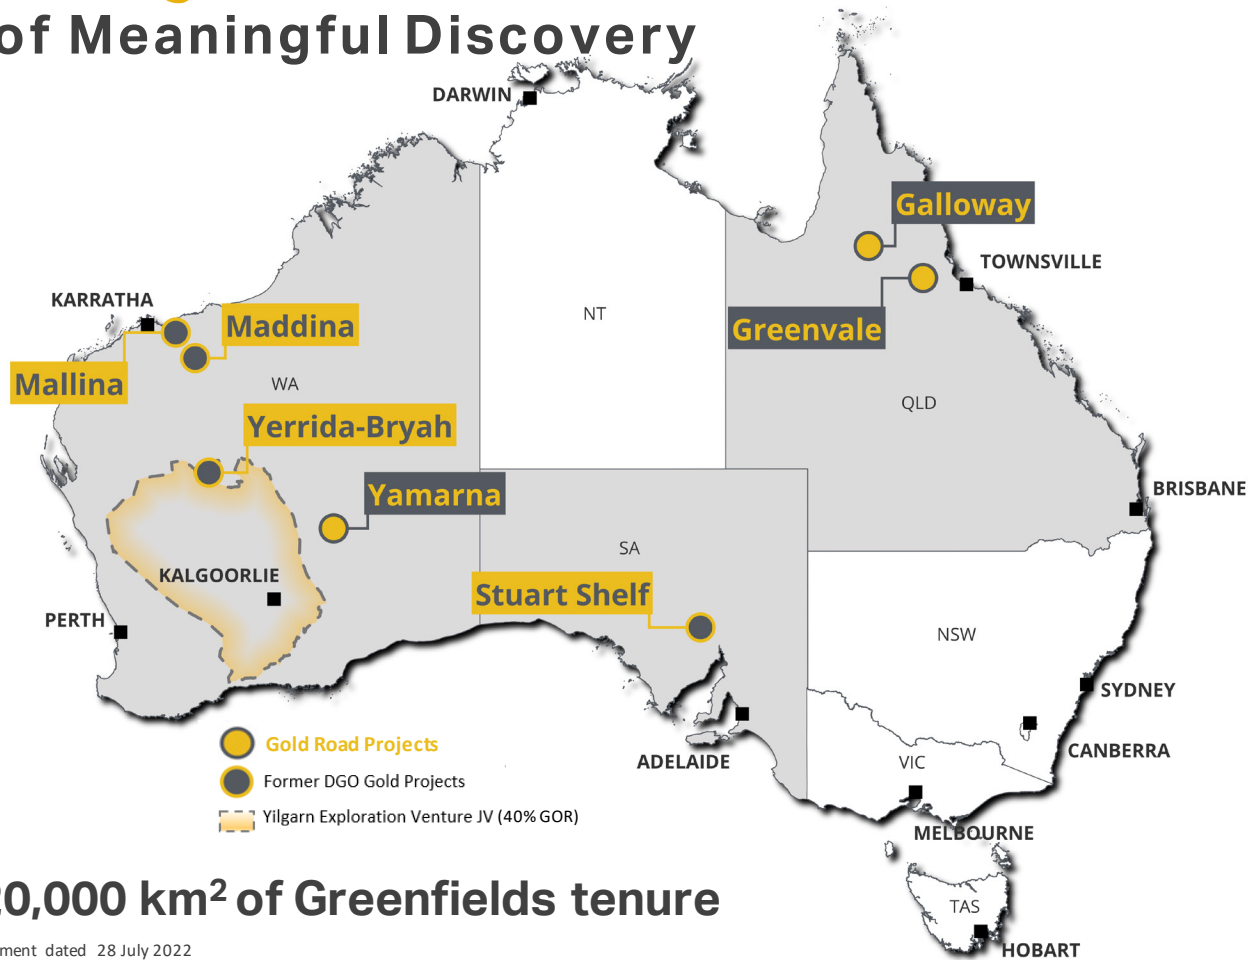 of Meaningful Discovery
DARWIN
Galloway
TOWNSVILLE
KARRATHA
Maddina
NT
Greenvale
Mallina
WA
QLD
Yerrida-Bryah
Yamarna
BRISBANE
SA
KALGOORLIE
Stuart Shelf
PERTH
NSW
SYDNEY
Gold Road Projects
CANBERRA
ADELAIDE
VIC
Former DGO Gold Projects
Yilgarn Exploration Venture JV (40% GOR)
MELBOURNE
0,000 km² of Greenfields tenure
TAS
dated 28 July 2022
HOBART